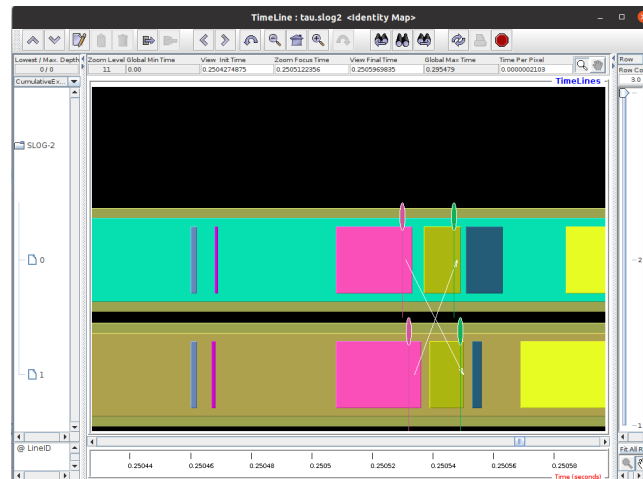 TimeLine : tau.slog2 <Identity Map>
Lowest / Max. Depth
0 / 0
Zoom Level Global Min Time View Init Time Zoom Focus Time View Final Time Global Max Time Time Per Pixel
11 0.00 0.2504274875 0.2505122356 0.2505969835 0.295479 0.0000002103
Row
Row Co
3.0
CumulativeEx...
TimeLines
SLOG-2
0
1
2
1
@ LineID
Fit All R
0.25044 0.25046 0.25048 0.2505 0.25052 0.25054 0.25056 0.25058
Time (seconds)